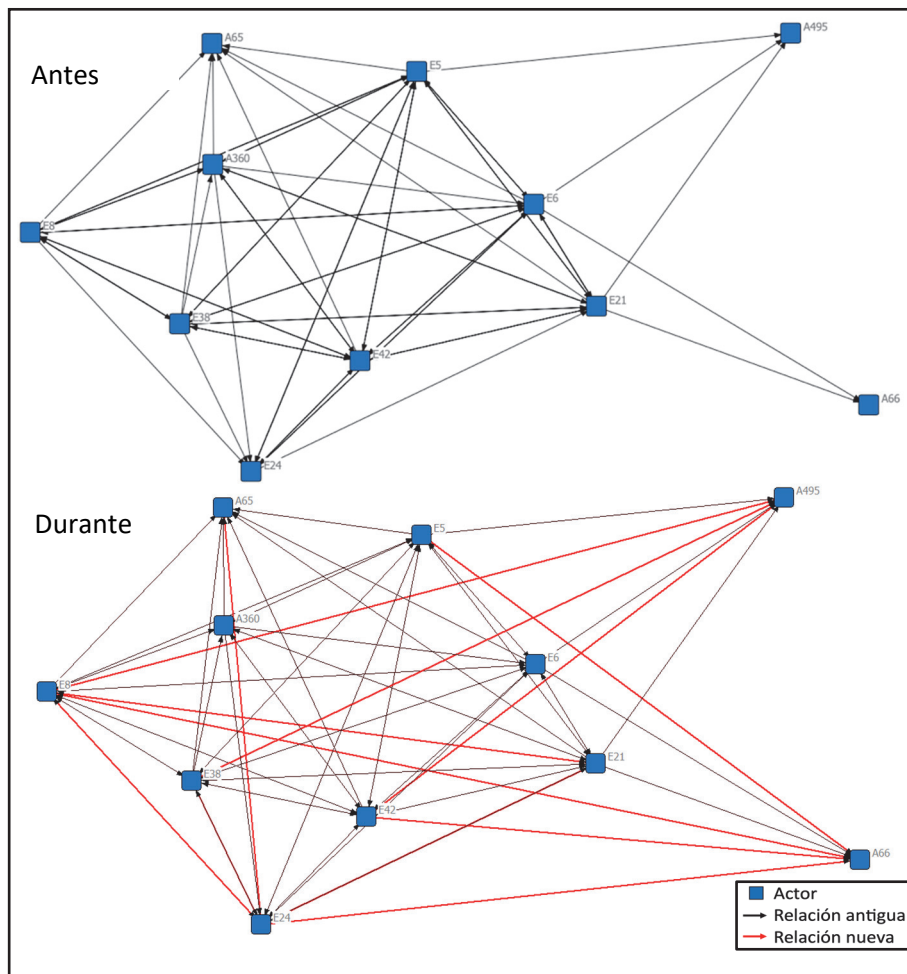 A65
A495
Antes
E5
A360
E6
E8
E21
E38
E42
A66
E24
A65
A495
Durante
E5
A360
E6
E8
E21
E38
E42
A66
E24
Actor
Relación antigua
Relación nueva